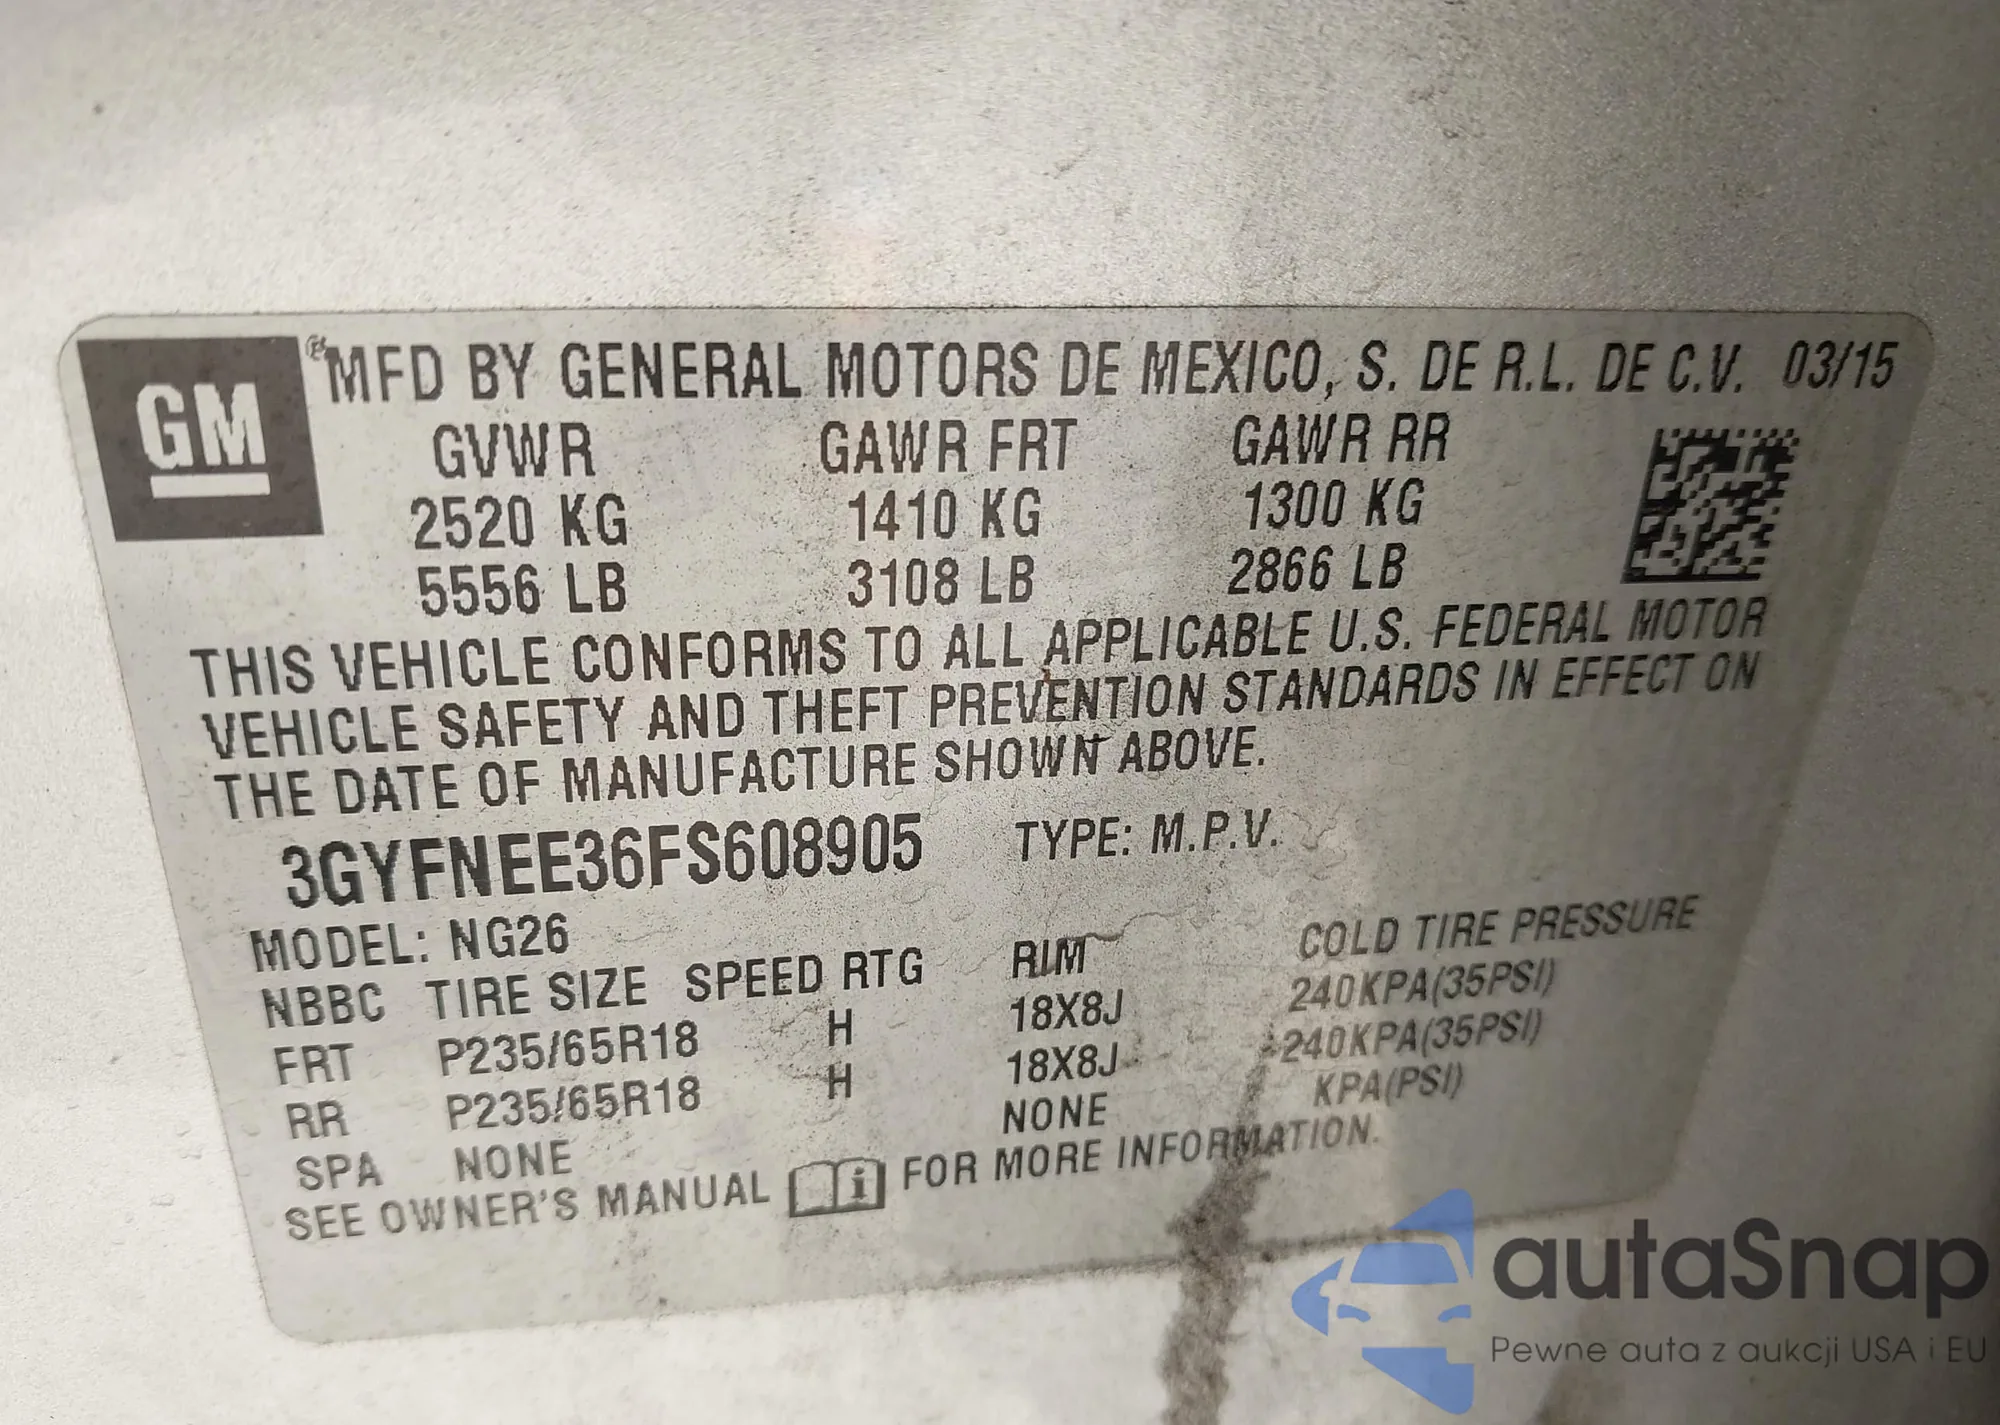 GM
MFD BY GENERAL MOTORS DE MEXICO, S. DE R.L. DE C.V. 03/15
GVWR GAWR FRT GAWR RR
2520 KG 1410 KG 1300 KG
5556 LB 3108 LB 2866 LB
THIS VEHICLE CONFORMS TO ALL APPLICABLE U.S. FEDERAL MOTOR
VEHICLE SAFETY AND THEFT PREVENTION STANDARDS IN EFFECT ON
THE DATE OF MANUFACTURE SHOWN ABOVE.
3GYFNEE36FS608905 TYPE: M.P.V.
MODEL: NG26
NBBC TIRE SIZE SPEED RTG RIM COLD TIRE PRESSURE
FRT P235/65R18 H 18X8J 240KPA(35PSI)
RR P235/65R18 H 18X8J 240KPA(35PSI)
SPA NONE NONE KPA(PSI)
SEE OWNER'S MANUAL i FOR MORE INFORMATION.
autaSnap
Pewne auta z aukcji USA i EU